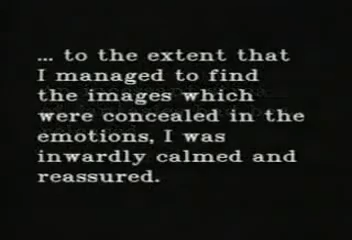 ... to the extent that
I managed to find
the images which
were concealed in the
emotions, I was
inwardly calmed and
reassured.